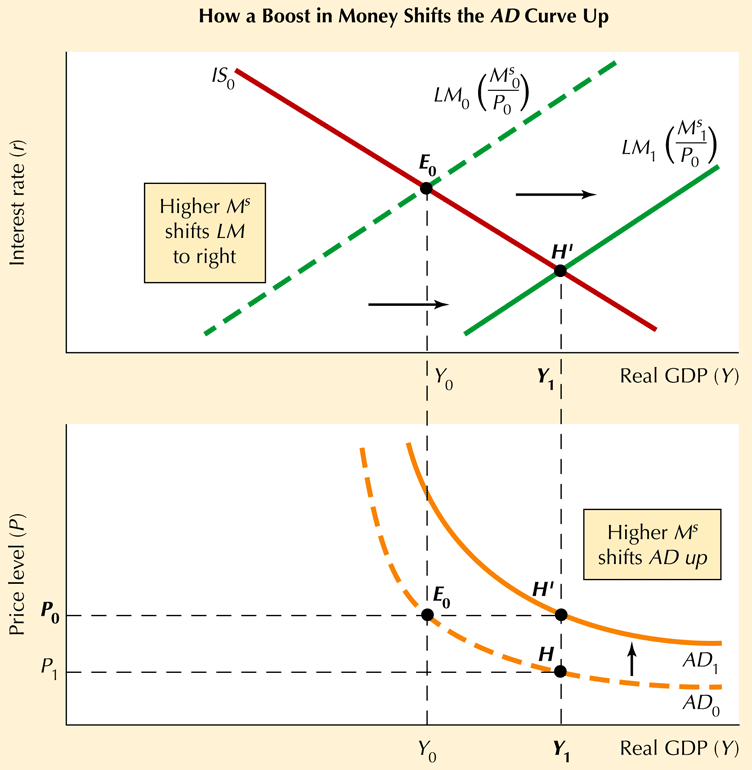 How a Boost in Money Shifts the AD Curve Up
Interest rate (r)
IS₀
LM₀ (Mˢ₀/P₀)
LM₁ (Mˢ₁/P₀)
E₀
Higher Mˢ
shifts LM
to right
H'
Y₀
Y₁
Real GDP (Y)
Price level (P)
Higher Mˢ
shifts AD up
P₀
E₀
H'
P₁
H
AD₁
AD₀
Y₀
Y₁
Real GDP (Y)